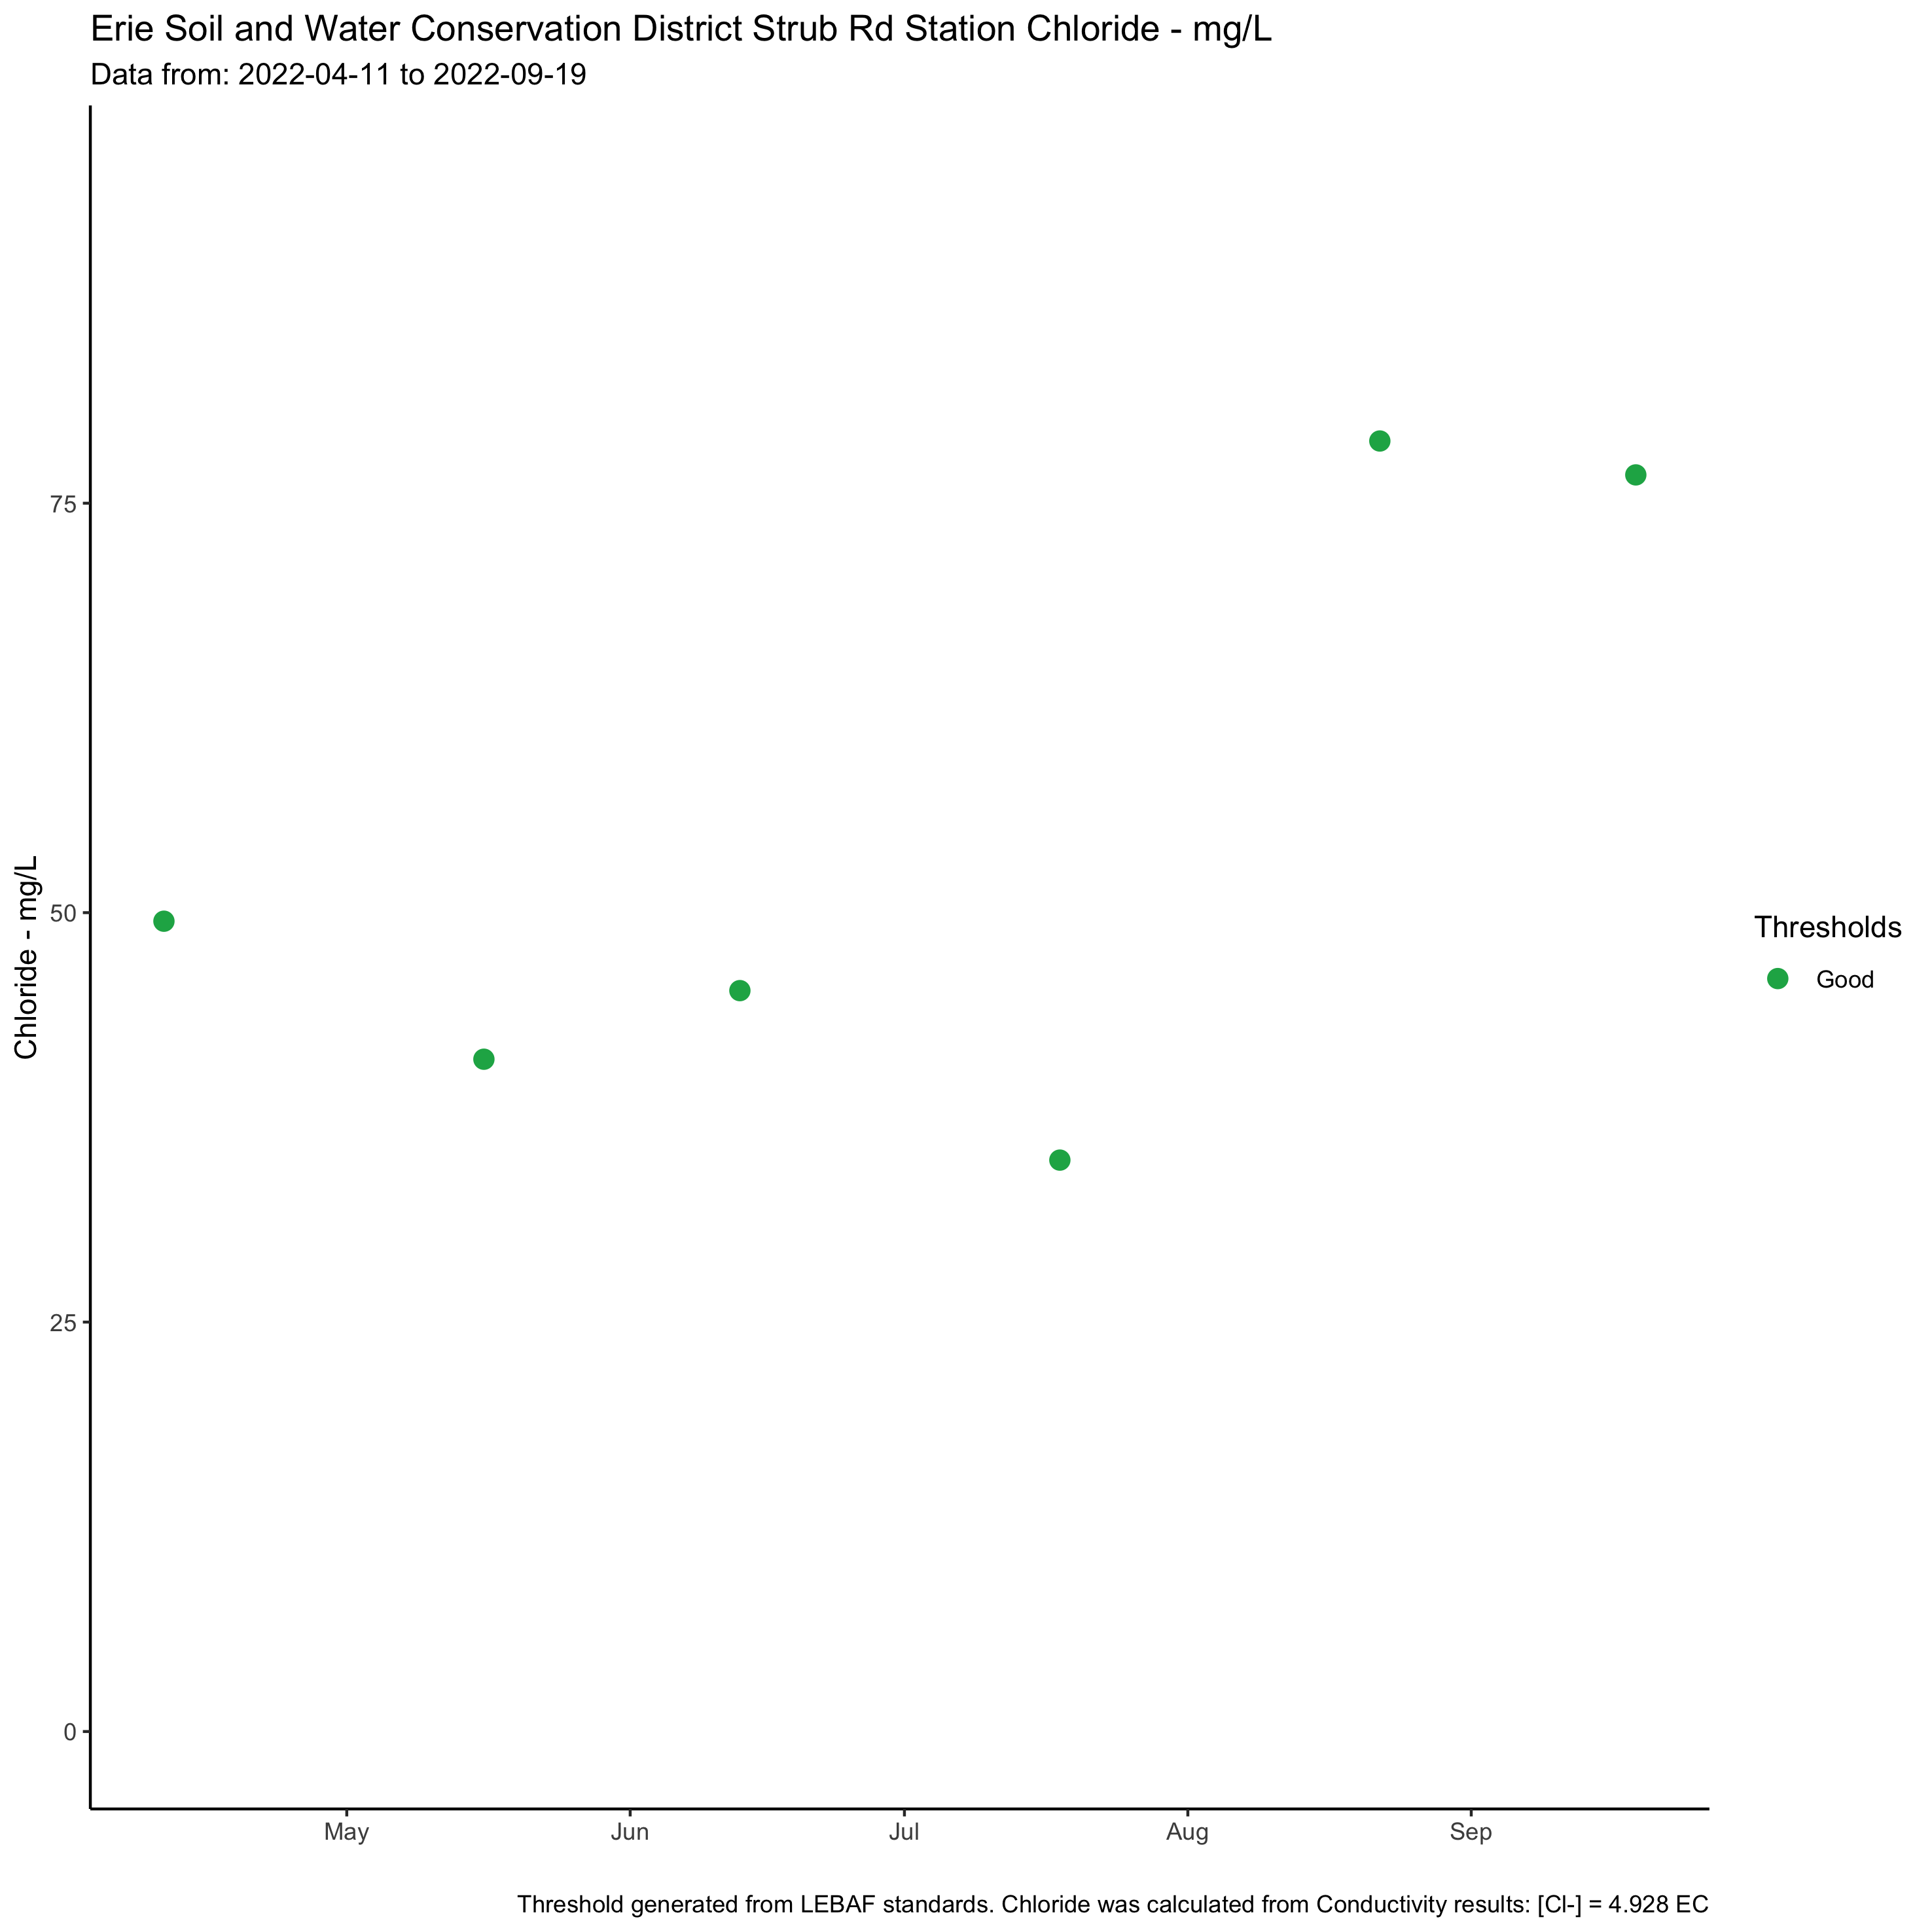 Erie Soil and Water Conservation District Strub Rd Station Chloride - mg/L
Data from: 2022-04-11 to 2022-09-19
Chloride - mg/L
75
50
25
0
May
Jun
Jul
Aug
Sep
Thresholds
Good
Threshold generated from LEBAF standards. Chloride was calculated from Conductivity results: [Cl-] = 4.928 EC